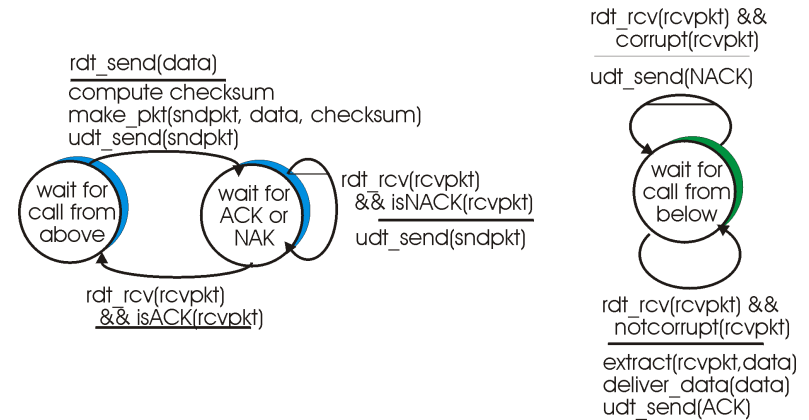 rdt_send(data)
compute checksum
make_pkt(sndpkt, data, checksum)
udt_send(sndpkt)
wait for
call from
above
wait for
ACK or
NAK
rdt_rcv(rcvpkt)
&& isNACK(rcvpkt)
udt_send(sndpkt)
rdt_rcv(rcvpkt)
&& isACK(rcvpkt)
rdt_rcv(rcvpkt) &&
corrupt(rcvpkt)
udt_send(NACK)
wait for
call from
below
rdt_rcv(rcvpkt) &&
notcorrupt(rcvpkt)
extract(rcvpkt,data)
deliver_data(data)
udt_send(ACK)